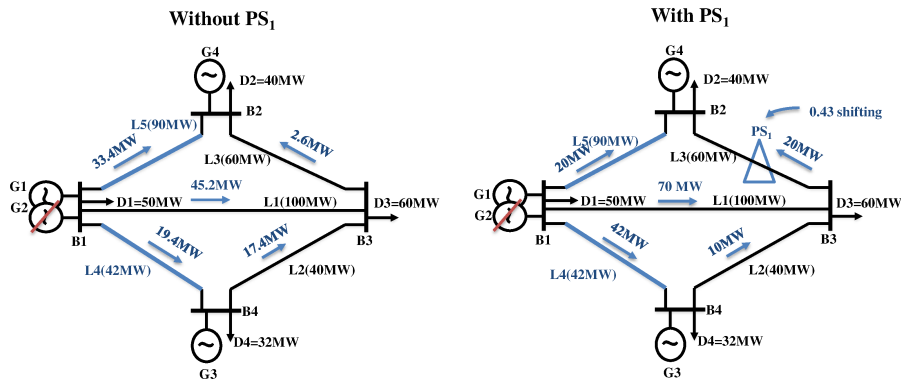 Without PS1
G4
D2=40MW
B2
L5(90MW)
33.4MW
2.6MW
L3(60MW)
G1
G2
45.2MW
D1=50MW
L1(100MW)
D3=60MW
B1
B3
19.4MW
17.4MW
L4(42MW)
L2(40MW)
B4
D4=32MW
G3
With PS1
G4
D2=40MW
B2
0.43 shifting
PS1
L5(90MW)
20MW
20MW
L3(60MW)
G1
G2
70 MW
D1=50MW
L1(100MW)
D3=60MW
B1
B3
42MW
10MW
L4(42MW)
L2(40MW)
B4
D4=32MW
G3